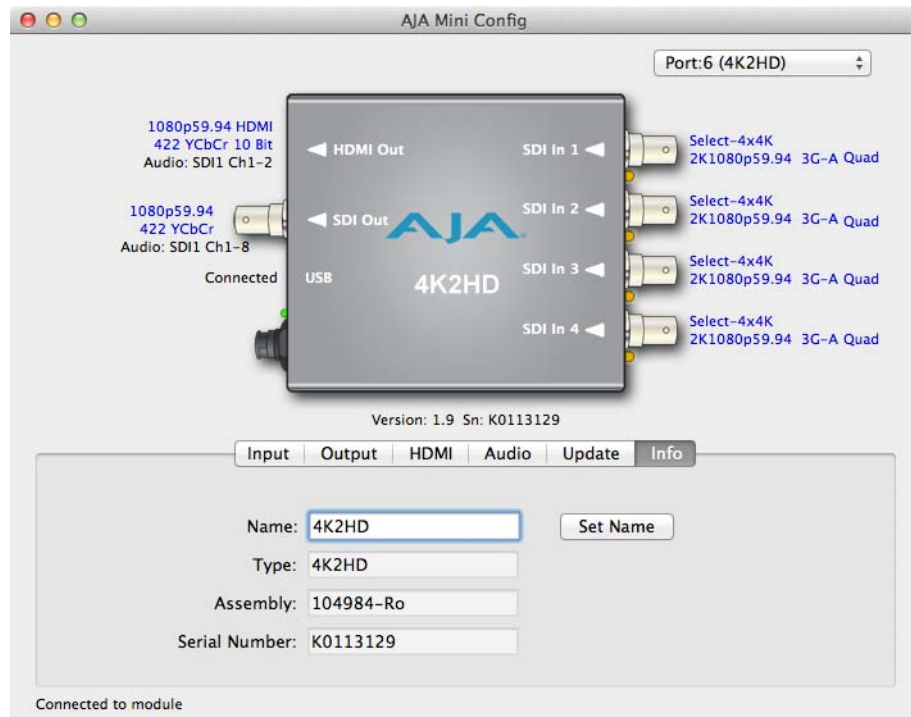 AJA Mini Config
Port:6 (4K2HD)
1080p59.94 HDMI
422 YCbCr 10 Bit
Audio: SDI1 Ch1-2
HDMI Out
SDI In 1
Select-4x4K
2K1080p59.94 3G-A Quad
1080p59.94
422 YCbCr
Audio: SDI1 Ch1-8
SDI Out
AJA
SDI In 2
Select-4x4K
2K1080p59.94 3G-A Quad
Connected
USB
4K2HD
SDI In 3
Select-4x4K
2K1080p59.94 3G-A Quad
SDI In 4
Select-4x4K
2K1080p59.94 3G-A Quad
Version: 1.9 Sn: K0113129
Input Output HDMI Audio Update Info
Name: 4K2HD Set Name
Type: 4K2HD
Assembly: 104984-Ro
Serial Number: K0113129
Connected to module